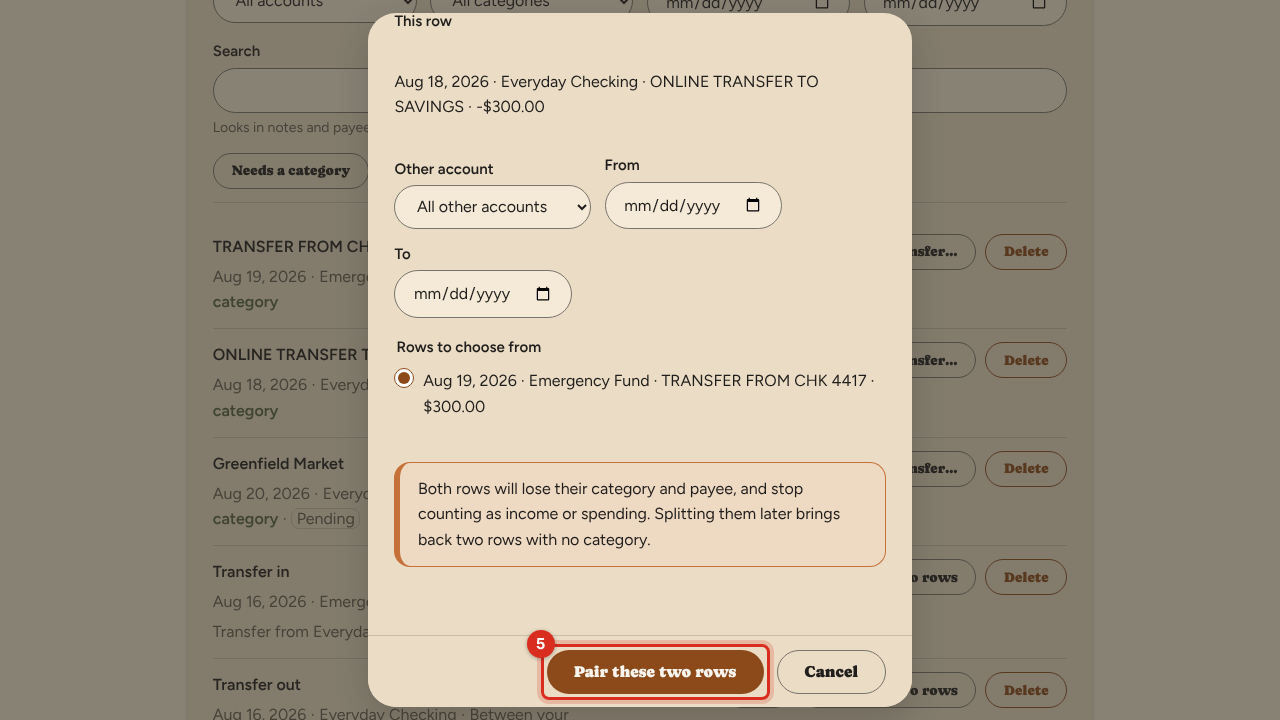 All accounts
All categories
mm/dd/yyyy
mm/dd/yyyy
This row
Search
Aug 18, 2026 · Everyday Checking · ONLINE TRANSFER TO
SAVINGS · -$300.00
Looks in notes and payee
Needs a category
Other account
From
All other accounts
mm/dd/yyyy
To
mm/dd/yyyy
TRANSFER FROM CH
Aug 19, 2026 · Emerge
category
nsfer...
Delete
Rows to choose from
Aug 19, 2026 · Emergency Fund · TRANSFER FROM CHK 4417 ·
$300.00
ONLINE TRANSFER T
Aug 18, 2026 · Everyd
category
nsfer...
Delete
Greenfield Market
Aug 20, 2026 · Everyd
category · Pending
nsfer...
Delete
Both rows will lose their category and payee, and stop
counting as income or spending. Splitting them later brings
back two rows with no category.
Transfer in
Aug 16, 2026 · Emerge
Transfer from Everyda
o rows
Delete
5
Pair these two rows
Cancel
Transfer out
Aug 16, 2026 · Everyday Checking · Between your
o rows
Delete